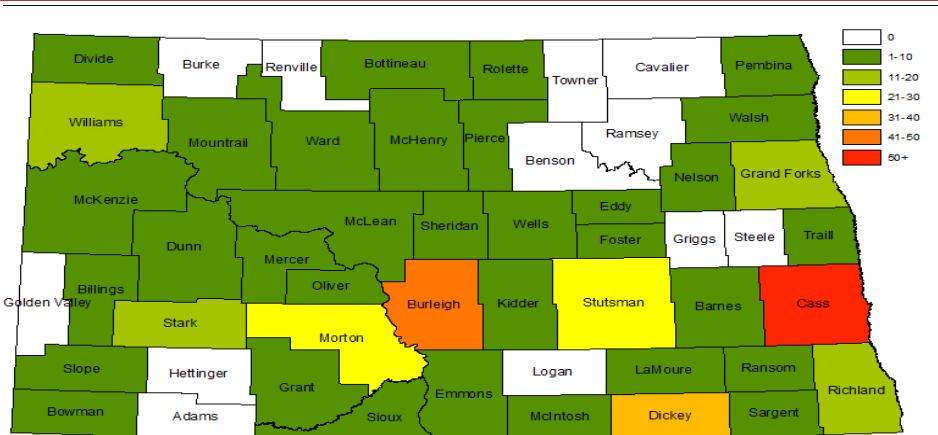 Divide
Burke
Renville
Bottineau
Rolette
Towner
Cavalier
Pembina
Williams
Mountrail
Ward
McHenry
Pierce
Benson
Ramsey
Walsh
Nelson
Grand Forks
McKenzie
Dunn
McLean
Sheridan
Wells
Eddy
Foster
Griggs
Steele
Traill
Mercer
Oliver
Golden Valley
Billings
Stark
Morton
Burleigh
Kidder
Stutsman
Barnes
Cass
Slope
Hettinger
Grant
Emmons
Logan
LaMoure
Ransom
Richland
Bowman
Adams
Sioux
McIntosh
Dickey
Sargent
0
1-10
11-20
21-30
31-40
41-50
50+